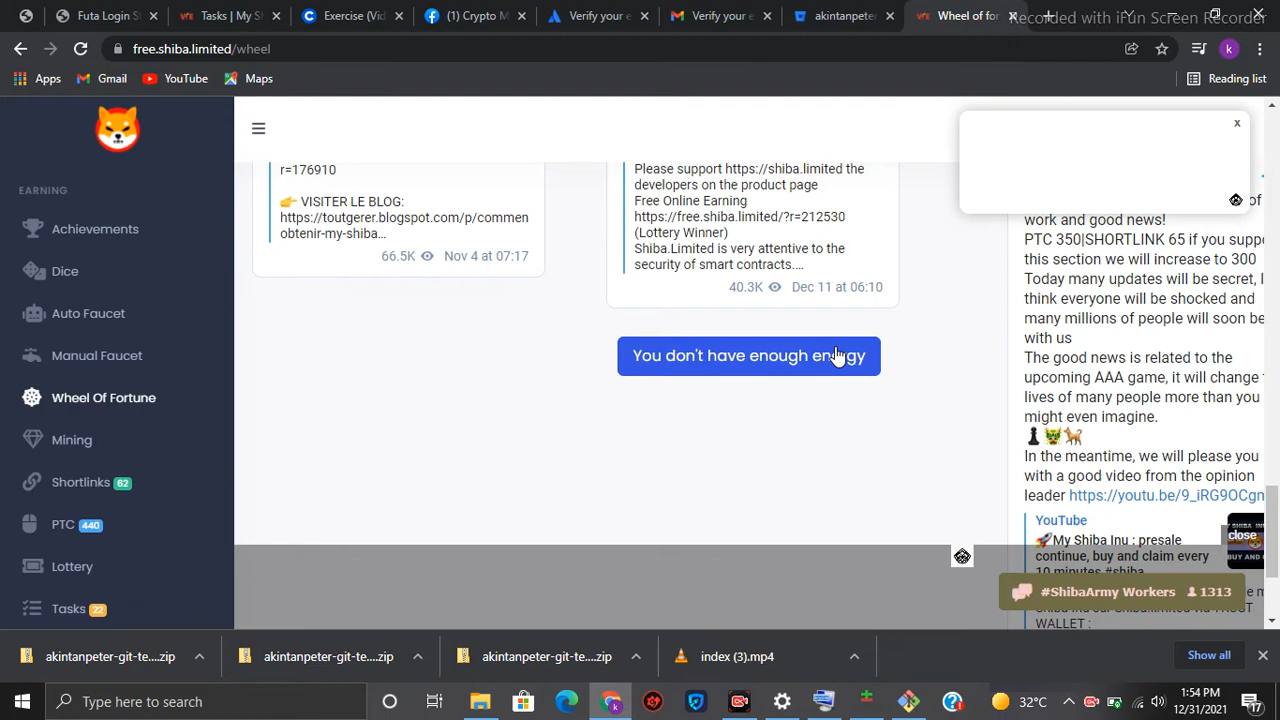 Futa Login S
Tasks | My Sh
Exercise (Vid
(1) Crypto M
Verify your e
Verify your e
akintanpeter
Wheel of for
Recorded with iFun Screen Recorder
free.shiba.limited/wheel
Apps
Gmail
YouTube
Maps
Reading list
EARNING
Achievements
Dice
Auto Faucet
Manual Faucet
Wheel Of Fortune
Mining
Shortlinks 62
PTC 440
Lottery
Tasks 22
r=176910
👉 VISITER LE BLOG:
https://toutgerer.blogspot.com/p/commen
obtenir-my-shiba...
66.5K Nov 4 at 07:17
Please support https://shiba.limited the
developers on the product page
Free Online Earning
https://free.shiba.limited/?r=212530
(Lottery Winner)
Shiba.Limited is very attentive to the
security of smart contracts....
40.3K Dec 11 at 06:10
You don't have enough energy
x
of
work and good news!
PTC 350|SHORTLINK 65 if you suppo
this section we will increase to 300
Today many updates will be secret, I
think everyone will be shocked and
many millions of people will soon be
with us
The good news is related to the
upcoming AAA game, it will change t
lives of many people more than you
might even imagine.
♟🐯🐕
In the meantime, we will please you
with a good video from the opinion
leader https://youtu.be/9_iRG9OCgn
YouTube
🚀My Shiba Inu : presale
continue, buy and claim every
10 minutes #shiba
close
#ShibaArmy Workers 1313
WALLET :
akintanpeter-git-te....zip
akintanpeter-git-te....zip
akintanpeter-git-te....zip
index (3).mp4
Show all
Type here to search
32°C
1:54 PM
12/31/2021
17